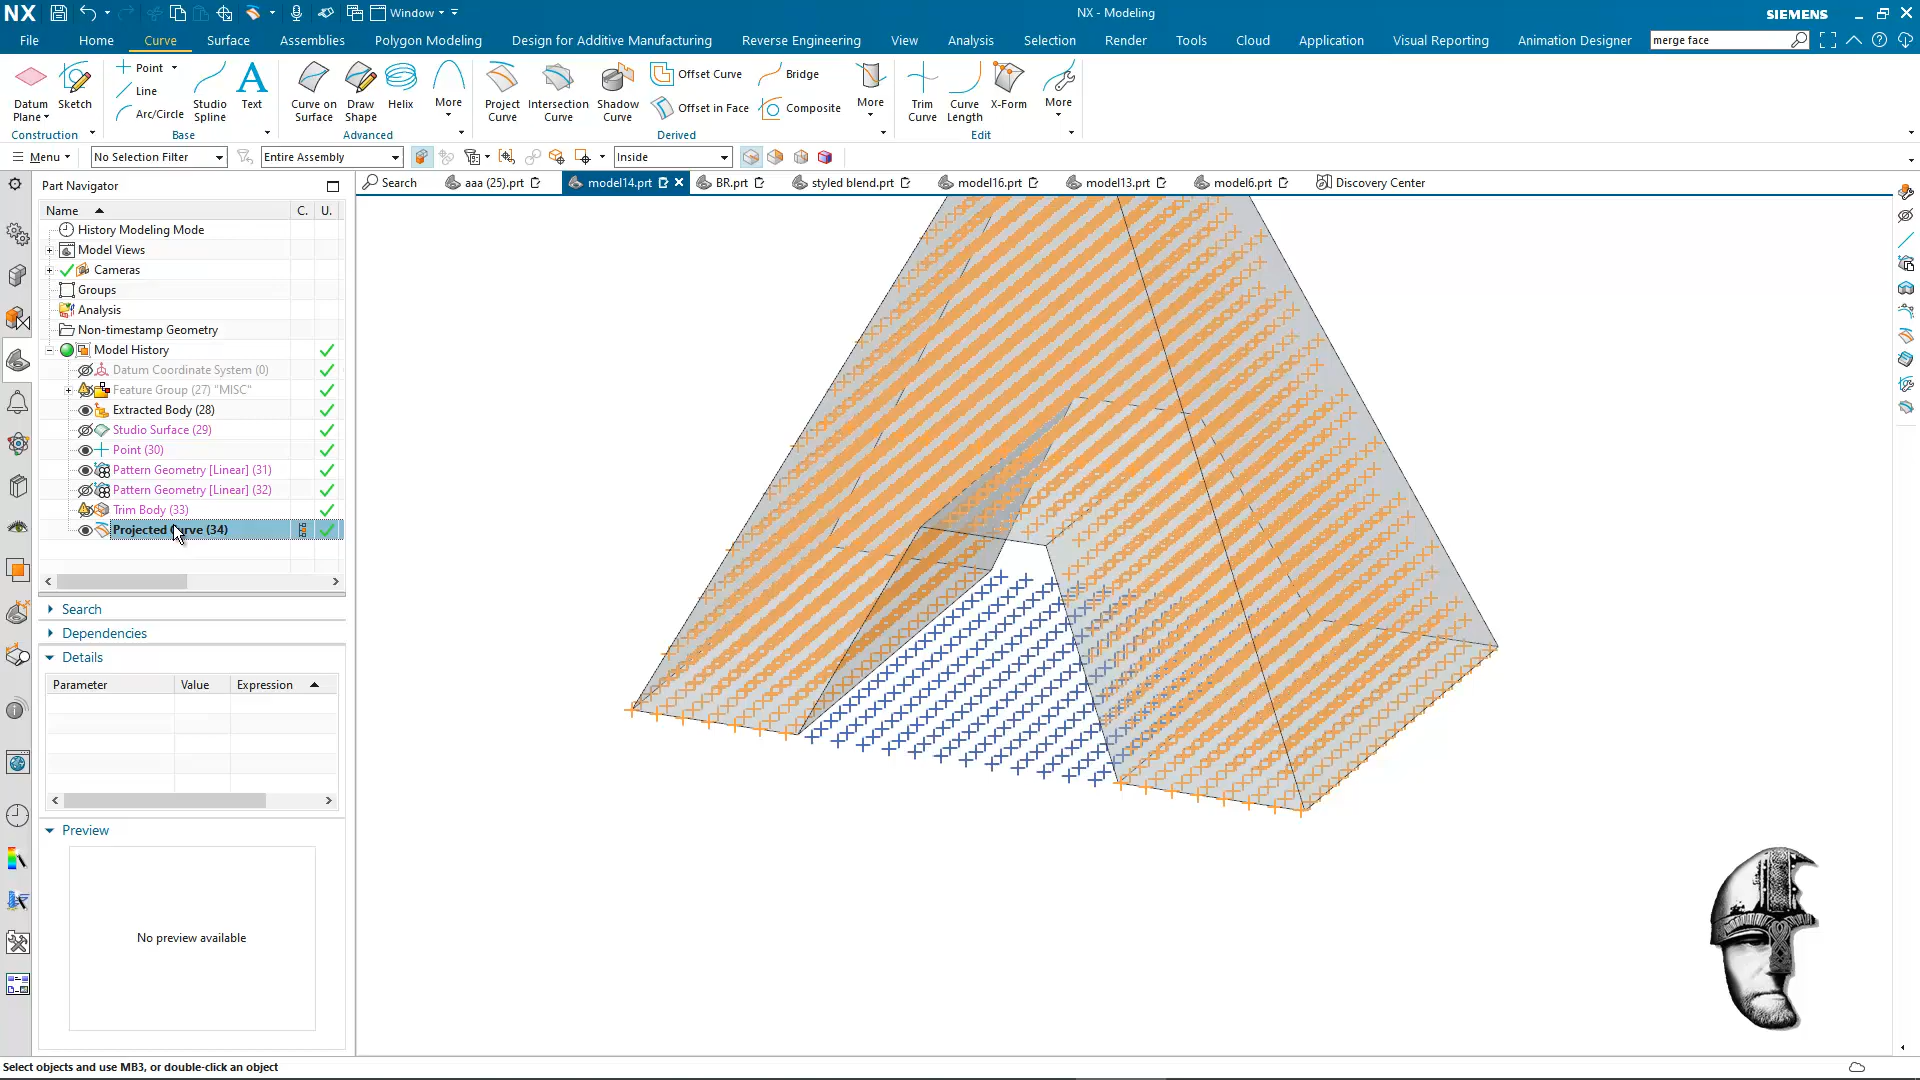 NX
Window
NX - Modeling
SIEMENS
File
Home
Curve
Surface
Assemblies
Polygon Modeling
Design for Additive Manufacturing
Reverse Engineering
View
Analysis
Selection
Render
Tools
Cloud
Application
Visual Reporting
Animation Designer
merge face
Datum Plane
Sketch
Construction
Point
Line
Arc/Circle
Studio Spline
Text
Base
Curve on Surface
Draw Shape
Helix
More
Advanced
Project Curve
Intersection Curve
Shadow Curve
Offset Curve
Offset in Face
Bridge
Composite
More
Derived
Trim Curve
Curve Length
X-Form
More
Edit
Menu
No Selection Filter
Entire Assembly
Inside
Part Navigator
Search
aaa (25).prt
model14.prt
BR.prt
styled blend.prt
model16.prt
model13.prt
model6.prt
Discovery Center
Name
C.
U.
History Modeling Mode
Model Views
Cameras
Groups
Analysis
Non-timestamp Geometry
Model History
Datum Coordinate System (0)
Feature Group (27) "MISC"
Extracted Body (28)
Studio Surface (29)
Point (30)
Pattern Geometry [Linear] (31)
Pattern Geometry [Linear] (32)
Trim Body (33)
Projected Curve (34)
Search
Dependencies
Details
Parameter
Value
Expression
Preview
No preview available
Select objects and use MB3, or double-click an object